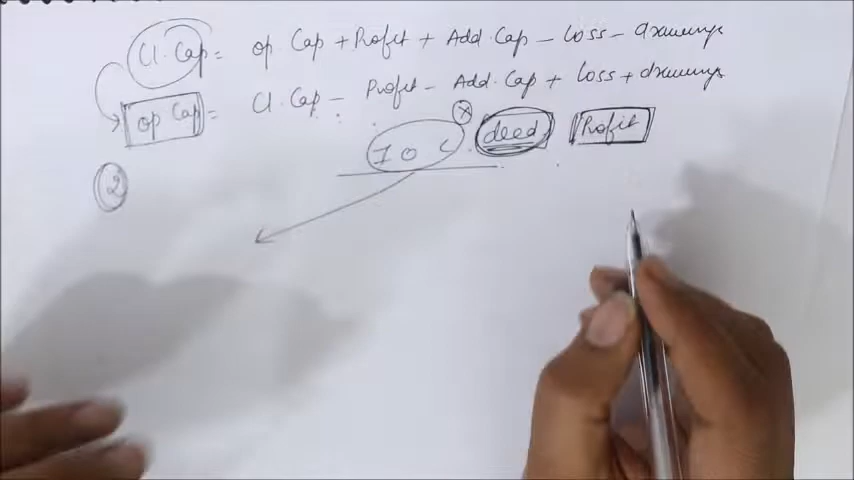 Cl. Cap = op Cap + Profit + Add. Cap - Loss - drawings
op Cap = Cl. Cap - Profit - Add. Cap + Loss + drawings
I O C x deed Profit
2